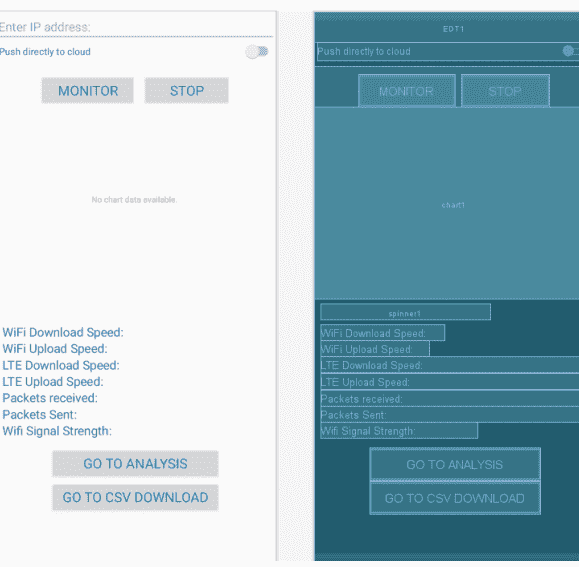 Enter IP address:
Push directly to cloud
MONITOR
STOP
No chart data available.
WiFi Download Speed:
WiFi Upload Speed:
LTE Download Speed:
LTE Upload Speed:
Packets received:
Packets Sent:
Wifi Signal Strength:
GO TO ANALYSIS
GO TO CSV DOWNLOAD
EDT1
Push directly to cloud
MONITOR
STOP
chart1
spinner1
WiFi Download Speed:
WiFi Upload Speed:
LTE Download Speed:
LTE Upload Speed:
Packets received:
Packets Sent:
Wifi Signal Strength:
GO TO ANALYSIS
GO TO CSV DOWNLOAD